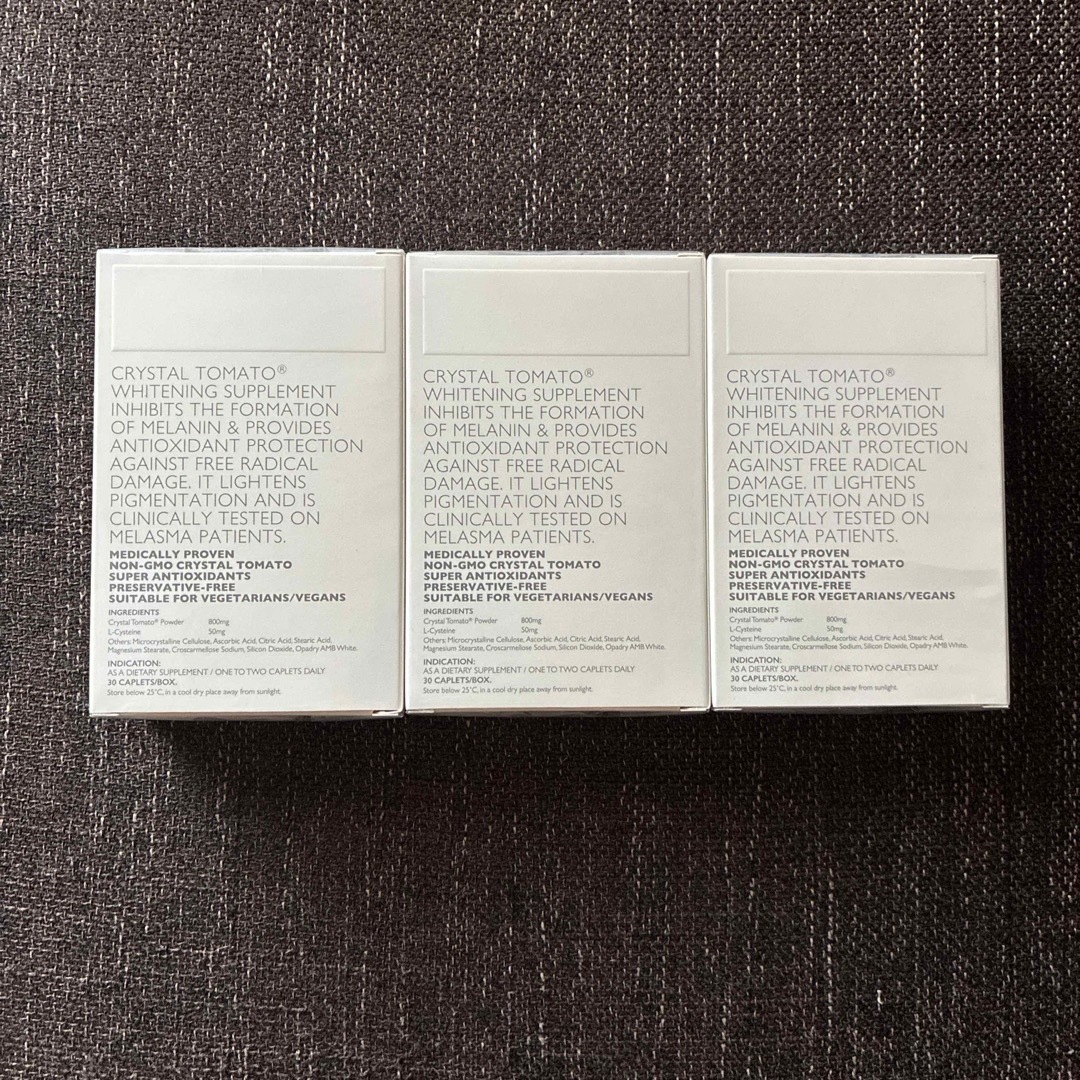 CRYSTAL TOMATO®
WHITENING SUPPLEMENT
INHIBITS THE FORMATION
OF MELANIN & PROVIDES
ANTIOXIDANT PROTECTION
AGAINST FREE RADICAL
DAMAGE. IT LIGHTENS
PIGMENTATION AND IS
CLINICALLY TESTED ON
MELASMA PATIENTS.
MEDICALLY PROVEN
NON-GMO CRYSTAL TOMATO
SUPER ANTIOXIDANTS
PRESERVATIVE-FREE
SUITABLE FOR VEGETARIANS/VEGANS
INGREDIENTS
Crystal Tomato® Powder 800mg
L-Cysteine 50mg
Others: Microcrystalline Cellulose, Ascorbic Acid, Citric Acid, Stearic Acid,
Magnesium Stearate, Croscarmellose Sodium, Silicon Dioxide, Opadry AMB White.
INDICATION:
AS A DIETARY SUPPLEMENT / ONE TO TWO CAPLETS DAILY
30 CAPLETS/BOX.
Store below 25°C, in a cool dry place away from sunlight.
CRYSTAL TOMATO®
WHITENING SUPPLEMENT
INHIBITS THE FORMATION
OF MELANIN & PROVIDES
ANTIOXIDANT PROTECTION
AGAINST FREE RADICAL
DAMAGE. IT LIGHTENS
PIGMENTATION AND IS
CLINICALLY TESTED ON
MELASMA PATIENTS.
MEDICALLY PROVEN
NON-GMO CRYSTAL TOMATO
SUPER ANTIOXIDANTS
PRESERVATIVE-FREE
SUITABLE FOR VEGETARIANS/VEGANS
INGREDIENTS
Crystal Tomato® Powder 800mg
L-Cysteine 50mg
Others: Microcrystalline Cellulose, Ascorbic Acid, Citric Acid, Stearic Acid,
Magnesium Stearate, Croscarmellose Sodium, Silicon Dioxide, Opadry AMB White.
INDICATION:
AS A DIETARY SUPPLEMENT / ONE TO TWO CAPLETS DAILY
30 CAPLETS/BOX.
Store below 25°C, in a cool dry place away from sunlight.
CRYSTAL TOMATO®
WHITENING SUPPLEMENT
INHIBITS THE FORMATION
OF MELANIN & PROVIDES
ANTIOXIDANT PROTECTION
AGAINST FREE RADICAL
DAMAGE. IT LIGHTENS
PIGMENTATION AND IS
CLINICALLY TESTED ON
MELASMA PATIENTS.
MEDICALLY PROVEN
NON-GMO CRYSTAL TOMATO
SUPER ANTIOXIDANTS
PRESERVATIVE-FREE
SUITABLE FOR VEGETARIANS/VEGANS
INGREDIENTS
Crystal Tomato® Powder 800mg
L-Cysteine 50mg
Others: Microcrystalline Cellulose, Ascorbic Acid, Citric Acid, Stearic Acid,
Magnesium Stearate, Croscarmellose Sodium, Silicon Dioxide, Opadry AMB White.
INDICATION:
AS A DIETARY SUPPLEMENT / ONE TO TWO CAPLETS DAILY
30 CAPLETS/BOX.
Store below 25°C, in a cool dry place away from sunlight.